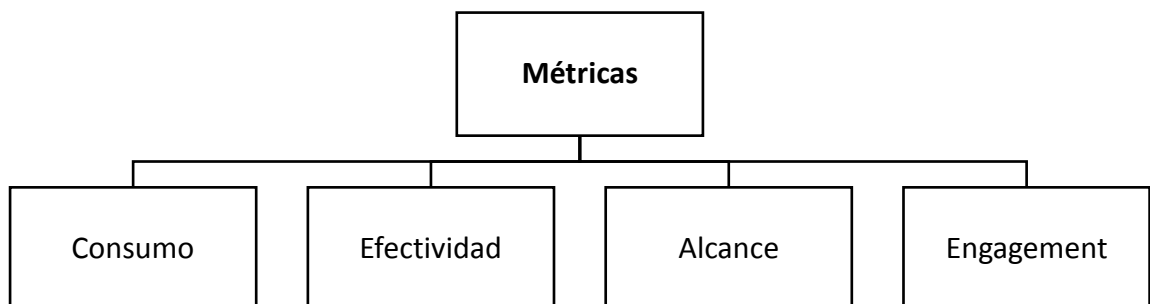 Métricas
Consumo
Efectividad
Alcance
Engagement